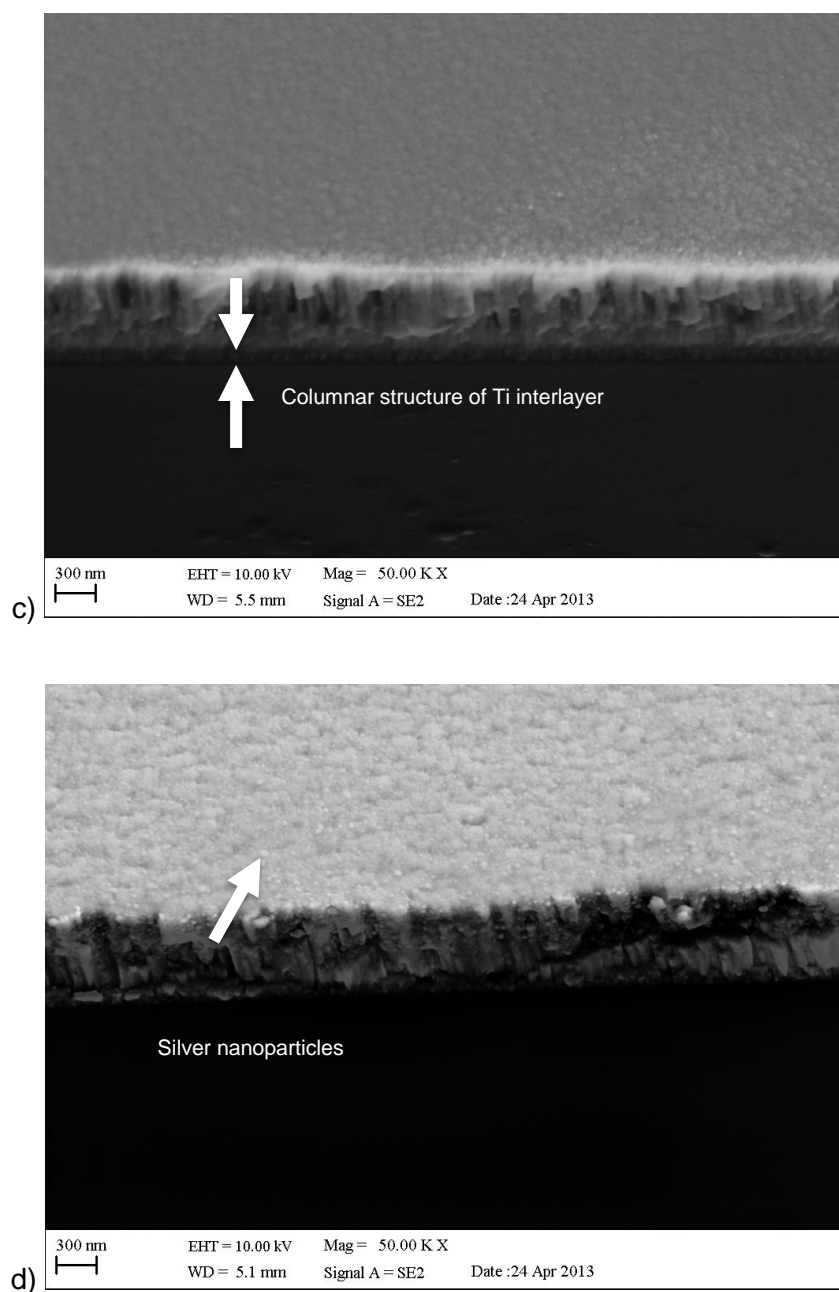 Columnar structure of Ti interlayer
300 nm
EHT = 10.00 kV
Mag = 50.00 K X
WD = 5.5 mm
Signal A = SE2
Date :24 Apr 2013
c)
Silver nanoparticles
300 nm
EHT = 10.00 kV
Mag = 50.00 K X
WD = 5.1 mm
Signal A = SE2
Date :24 Apr 2013
d)